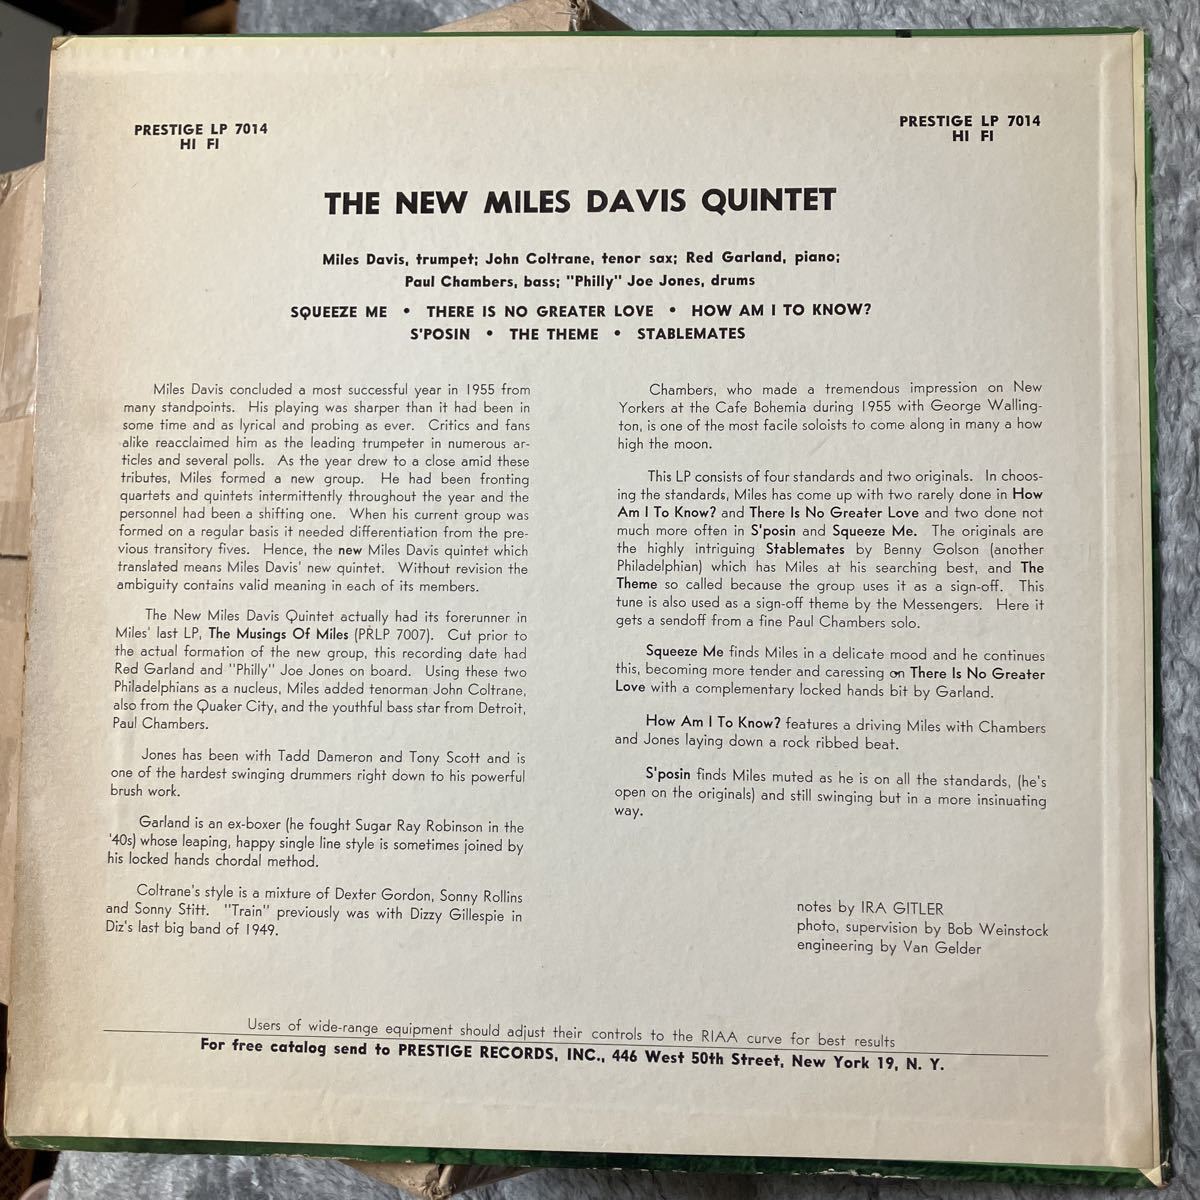 PRESTIGE LP 7014
HI FI
PRESTIGE LP 7014
HI FI
THE NEW MILES DAVIS QUINTET
Miles Davis, trumpet; John Coltrane, tenor sax; Red Garland, piano;
Paul Chambers, bass; "Philly" Joe Jones, drums
SQUEEZE ME • THERE IS NO GREATER LOVE • HOW AM I TO KNOW?
S'POSIN • THE THEME • STABLEMATES
Miles Davis concluded a most successful year in 1955 from
many standpoints. His playing was sharper than it had been in
some time and as lyrical and probing as ever. Critics and fans
alike reacclaimed him as the leading trumpeter in numerous ar-
ticles and several polls. As the year drew to a close amid these
tributes, Miles formed a new group. He had been fronting
quartets and quintets intermittently throughout the year and the
personnel had been a shifting one. When his current group was
formed on a regular basis it needed differentiation from the pre-
vious transitory fives. Hence, the new Miles Davis quintet which
translated means Miles Davis' new quintet. Without revision the
ambiguity contains valid meaning in each of its members.
The New Miles Davis Quintet actually had its forerunner in
Miles' last LP, The Musings Of Miles (PRLP 7007). Cut prior to
the actual formation of the new group, this recording date had
Red Garland and "Philly" Joe Jones on board. Using these two
Philadelphians as a nucleus, Miles added tenorman John Coltrane,
also from the Quaker City, and the youthful bass star from Detroit,
Paul Chambers.
Jones has been with Tadd Dameron and Tony Scott and is
one of the hardest swinging drummers right down to his powerful
brush work.
Garland is an ex-boxer (he fought Sugar Ray Robinson in the
'40s) whose leaping, happy single line style is sometimes joined by
his locked hands chordal method.
Coltrane's style is a mixture of Dexter Gordon, Sonny Rollins
and Sonny Stitt. "Train" previously was with Dizzy Gillespie in
Diz's last big band of 1949.
Chambers, who made a tremendous impression on New
Yorkers at the Cafe Bohemia during 1955 with George Walling-
ton, is one of the most facile soloists to come along in many a how
high the moon.
This LP consists of four standards and two originals. In choos-
ing the standards, Miles has come up with two rarely done in How
Am I To Know? and There Is No Greater Love and two done not
much more often in S'posin and Squeeze Me. The originals are
the highly intriguing Stablemates by Benny Golson (another
Philadelphian) which has Miles at his searching best, and The
Theme so called because the group uses it as a sign-off. This
tune is also used as a sign-off theme by the Messengers. Here it
gets a sendoff from a fine Paul Chambers solo.
Squeeze Me finds Miles in a delicate mood and he continues
this, becoming more tender and caressing on There Is No Greater
Love with a complementary locked hands bit by Garland.
How Am I To Know? features a driving Miles with Chambers
and Jones laying down a rock ribbed beat.
S'posin finds Miles muted as he is on all the standards, (he's
open on the originals) and still swinging but in a more insinuating
way.
notes by IRA GITLER
photo, supervision by Bob Weinstock
engineering by Van Gelder
Users of wide-range equipment should adjust their controls to the RIAA curve for best results
For free catalog send to PRESTIGE RECORDS, INC., 446 West 50th Street, New York 19, N. Y.